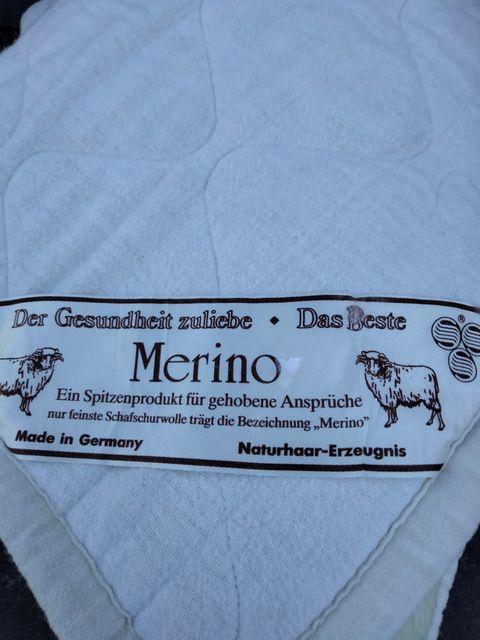 Der Gesundheit zuliebe • Das Beste
®
Merino
Ein Spitzenprodukt für gehobene Ansprüche
nur feinste Schafschurwolle trägt die Bezeichnung „Merino”
Made in Germany Naturhaar-Erzeugnis